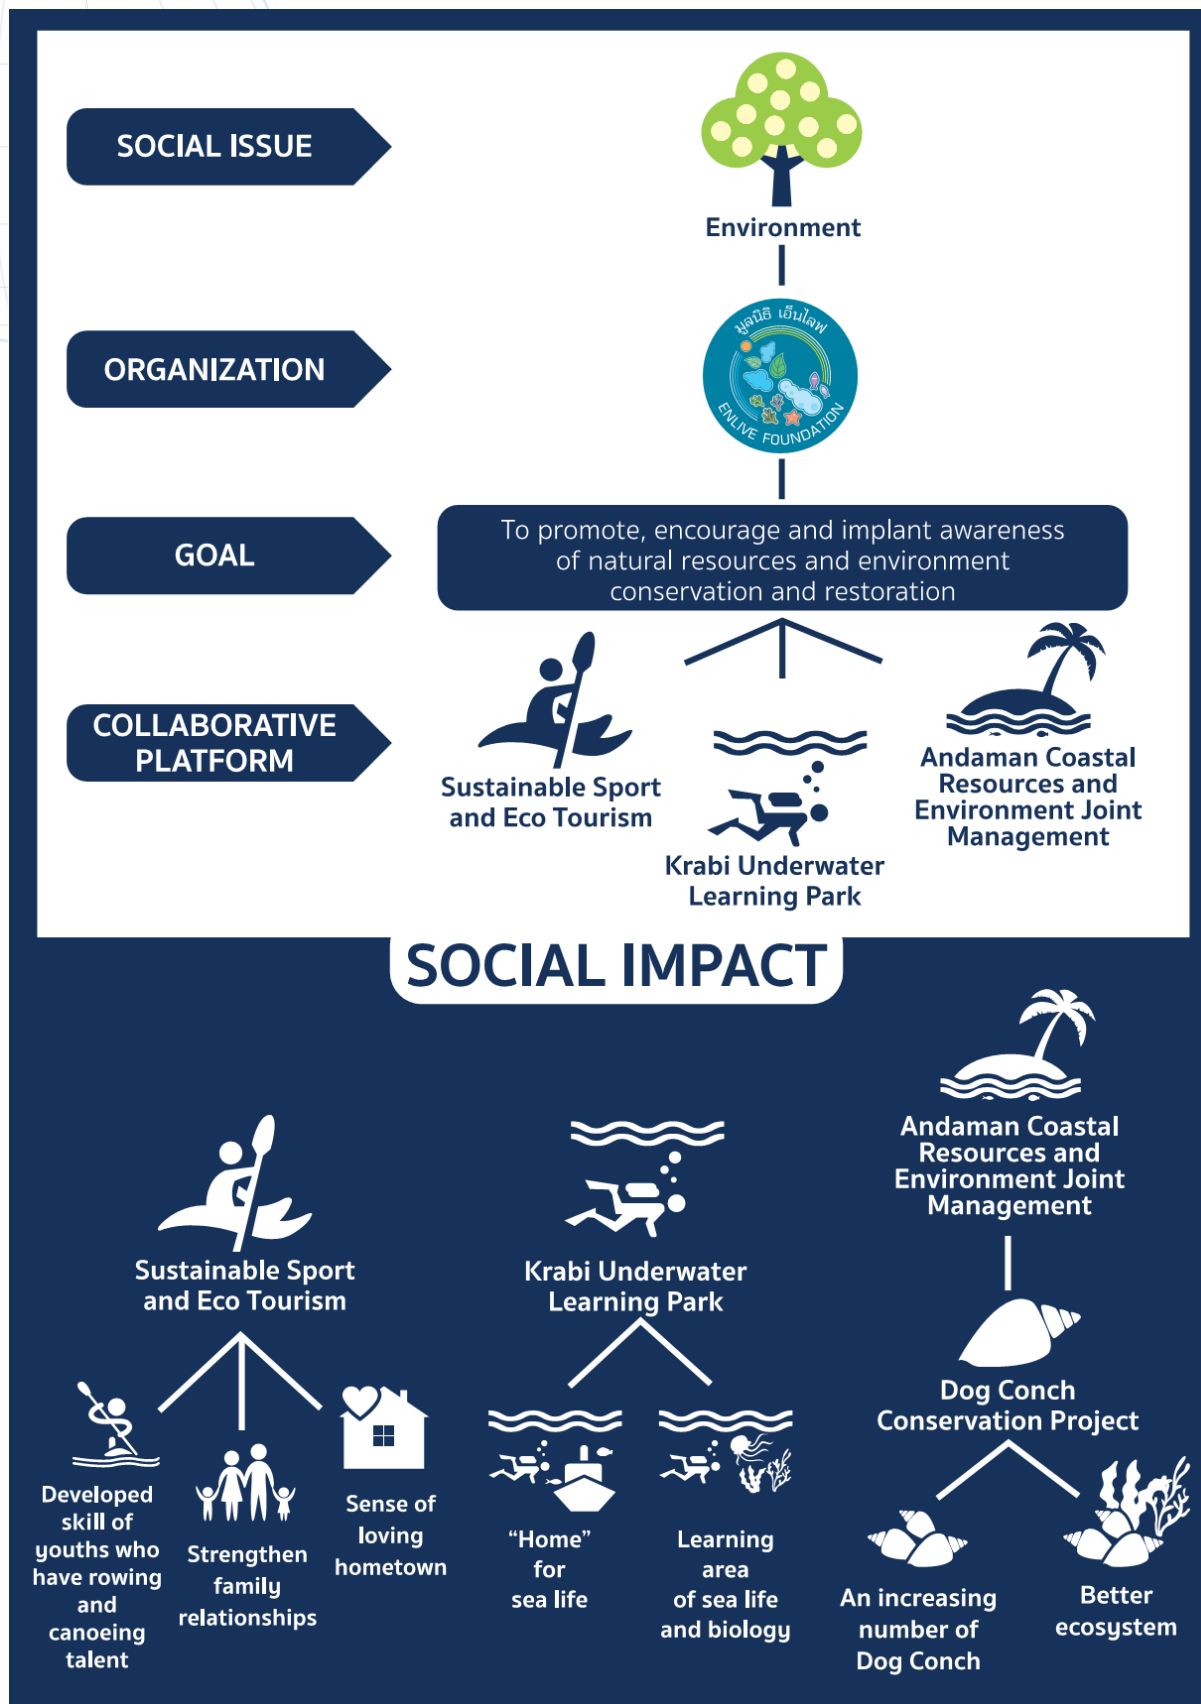 SOCIAL ISSUE
Environment
ORGANIZATION
มูลนิธิ เอ็นไลฟ
ENLIVE FOUNDATION
GOAL
To promote, encourage and implant awareness
of natural resources and environment
conservation and restoration
COLLABORATIVE
PLATFORM
Sustainable Sport
and Eco Tourism
Krabi Underwater
Learning Park
Andaman Coastal
Resources and
Environment Joint
Management
SOCIAL IMPACT
Sustainable Sport
and Eco Tourism
Developed
skill of
youths who
have rowing
and
canoeing
talent
Strengthen
family
relationships
Sense of
loving
hometown
Krabi Underwater
Learning Park
“Home”
for
sea life
Learning
area
of sea life
and biology
Andaman Coastal
Resources and
Environment Joint
Management
Dog Conch
Conservation Project
An increasing
number of
Dog Conch
Better
ecosystem